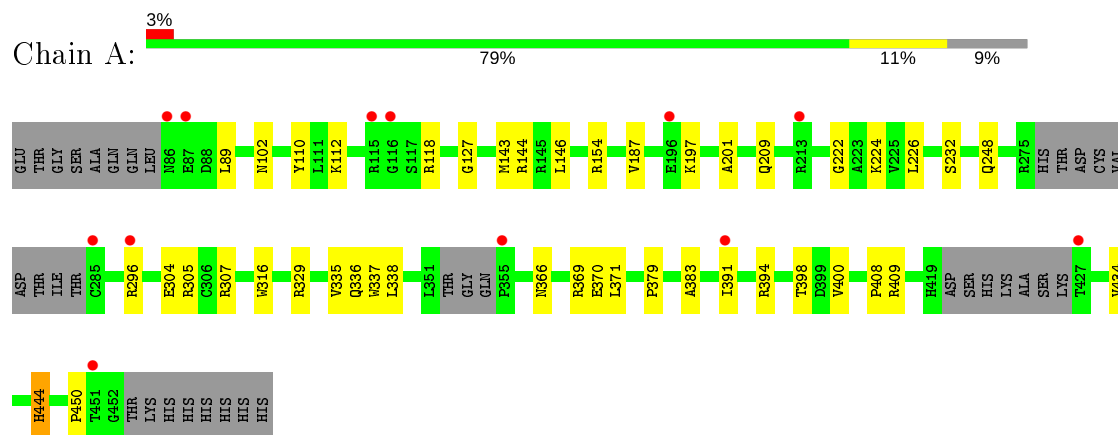 3%
Chain A:
79% 11% 9%
GLU THR GLY SER ALA GLN GLN LEU N86 E87 D88 L89 N102 Y110 L111 K112 R115 G116 S117 R118 G127 M143 R144 R145 L146 R154 V187 E196 K197 A201 Q209 R213 G222 A223 K224 V225 L226 S232 Q248 R275 HIS THR ASP CYS VAL
ASP THR ILE THR C285 R296 E304 R305 C306 R307 W316 R329 V335 Q336 W337 L338 L351 THR GLY GLN P355 N366 R369 E370 L371 P379 A383 I391 R394 T398 D399 V400 P408 R409 H419 ASP SER HIS LYS ALA SER LYS T427 V434
H444 P450 T451 G452 THR LYS HIS HIS HIS HIS HIS HIS